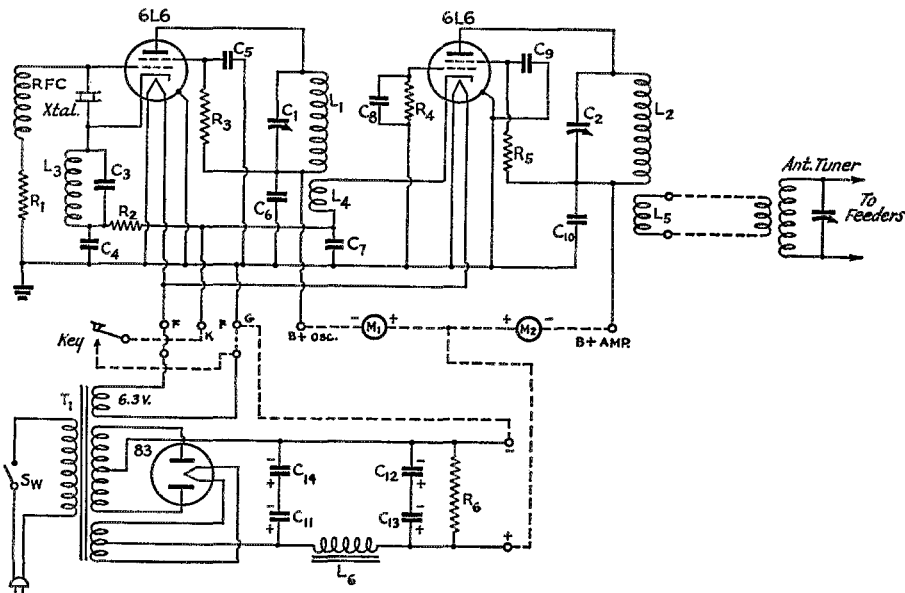 6L6
6L6
RFC
Xtal.
C5
R3
C1
L1
C9
C8
R4
C2
L2
R5
L3
C3
R1
R2
C4
C6
L4
C7
C10
L5
Ant. Tuner
To
Feeders
Key
F
K
F
G
B+ OSC.
- M1 +
+ M2 -
B+ AMP.
T1
6.3V.
83
SW
- C14 +
- C11 +
- C12 +
- C13 +
R6
-
+
L6